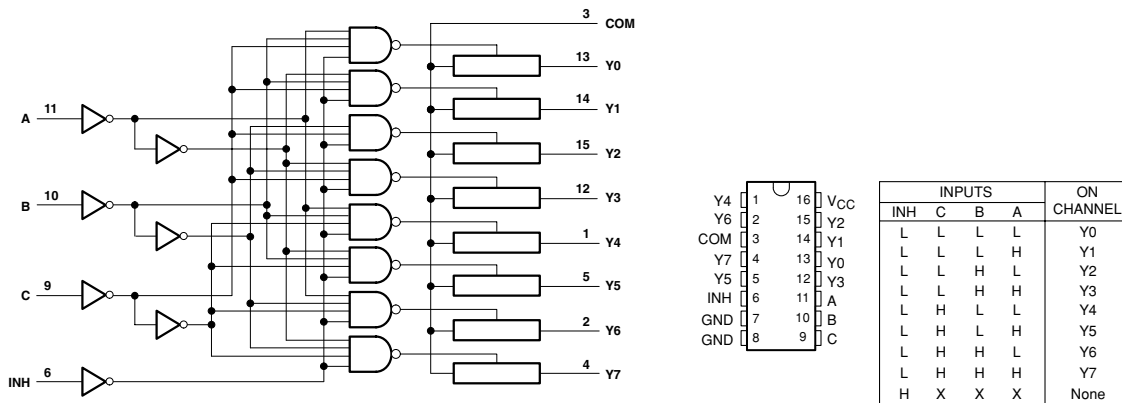 3 COM
13 Y0
11
A
14 Y1
15 Y2
10
B
12 Y3
1 Y4
9
C
5 Y5
2 Y6
6
INH
4 Y7
Y4 1 16 VCC
Y6 2 15 Y2
COM 3 14 Y1
Y7 4 13 Y0
Y5 5 12 Y3
INH 6 11 A
GND 7 10 B
GND 8 9 C
INPUTS ON CHANNEL
INH C B A
L L L L Y0
L L L H Y1
L L H L Y2
L L H H Y3
L H L L Y4
L H L H Y5
L H H L Y6
L H H H Y7
H X X X None